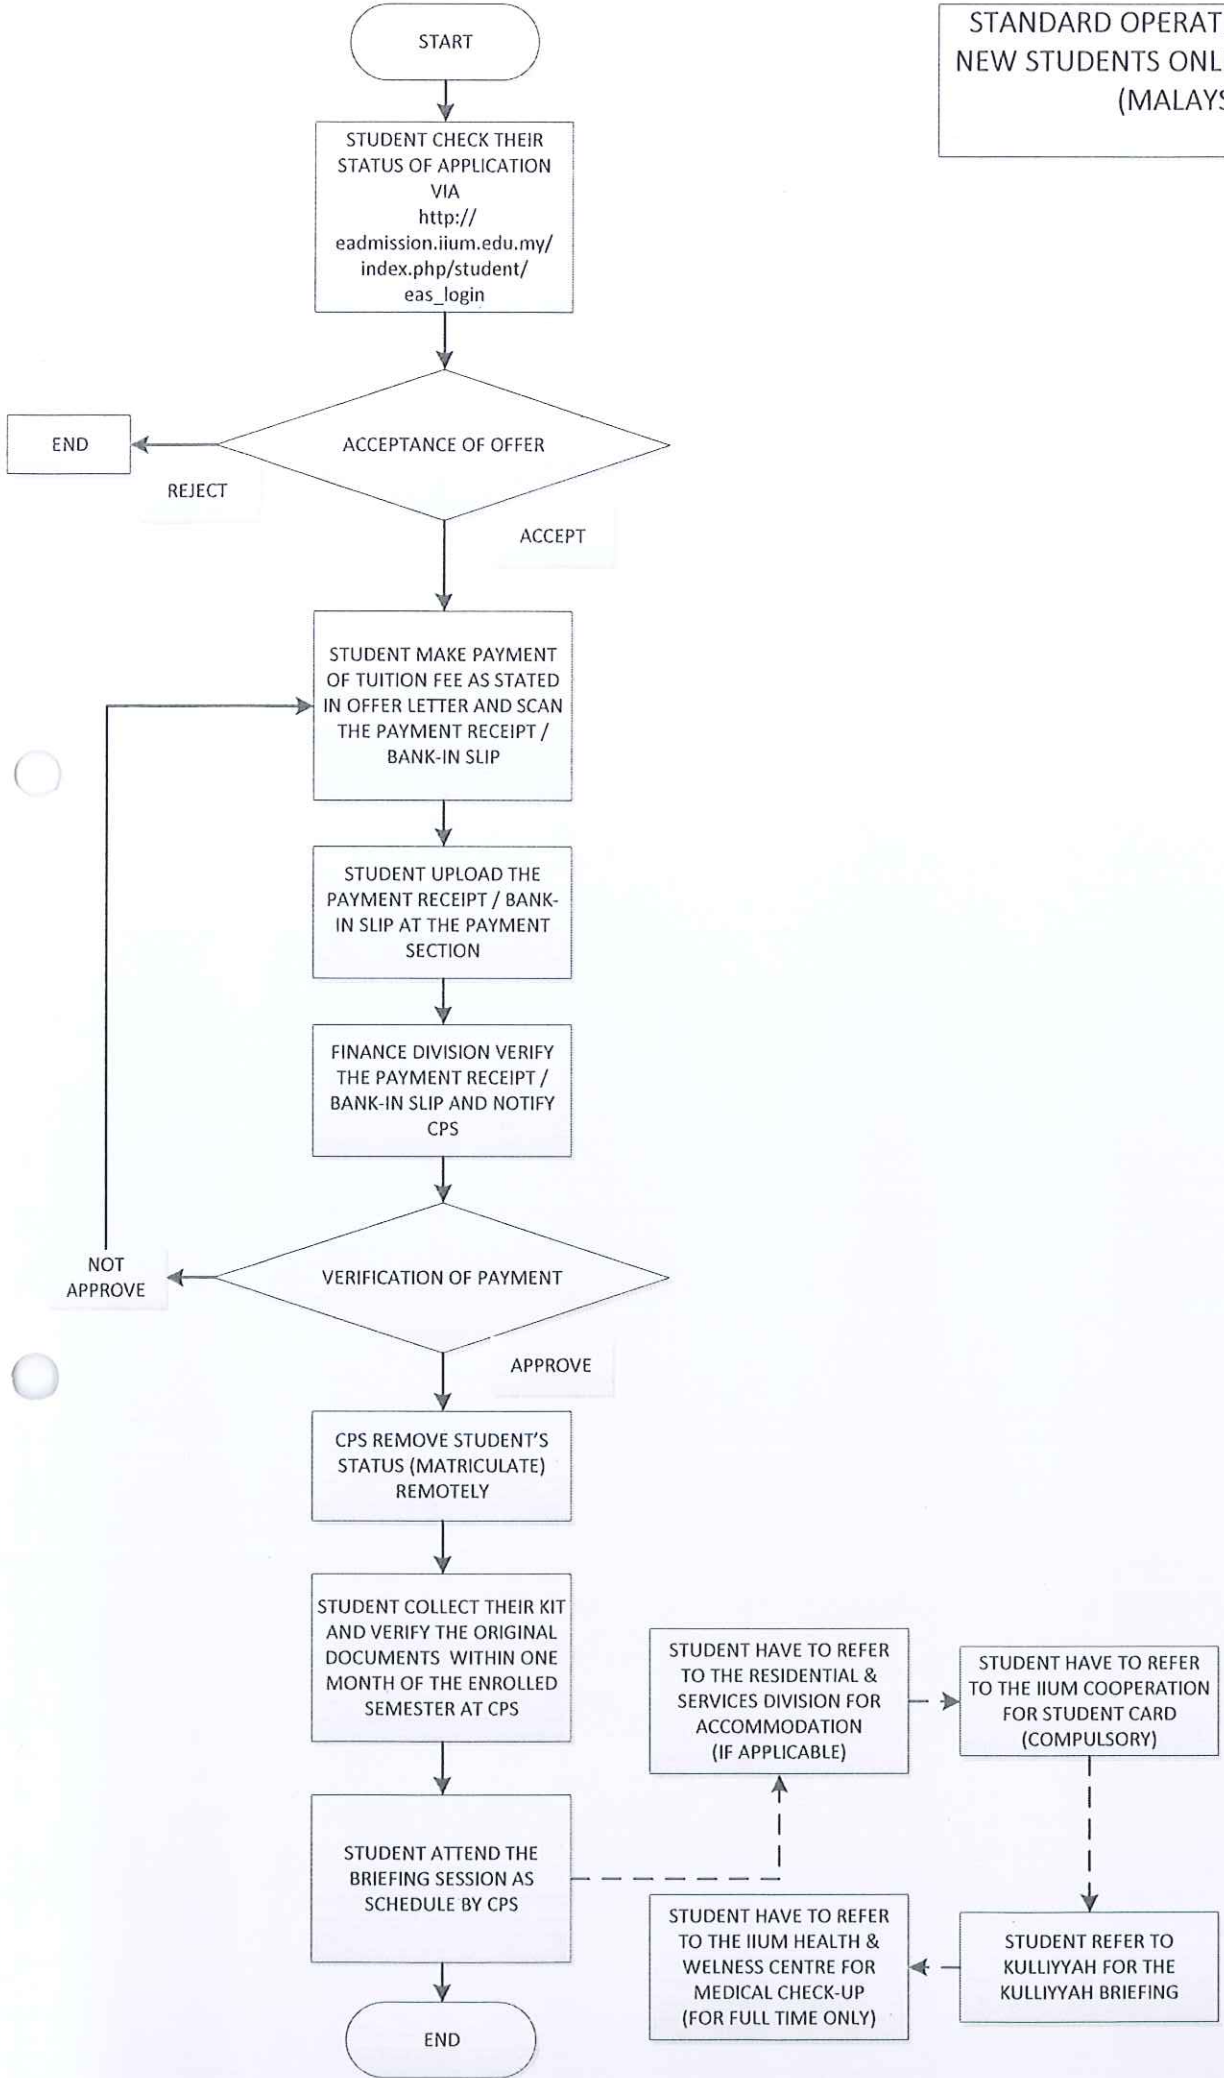 START
STANDARD OPERAT
NEW STUDENTS ONL
(MALAYS
STUDENT CHECK THEIR
STATUS OF APPLICATION
VIA
http://
eadmission.iium.edu.my/
index.php/student/
eas_login
END
ACCEPTANCE OF OFFER
REJECT
ACCEPT
STUDENT MAKE PAYMENT
OF TUITION FEE AS STATED
IN OFFER LETTER AND SCAN
THE PAYMENT RECEIPT /
BANK-IN SLIP
STUDENT UPLOAD THE
PAYMENT RECEIPT / BANK-
IN SLIP AT THE PAYMENT
SECTION
FINANCE DIVISION VERIFY
THE PAYMENT RECEIPT /
BANK-IN SLIP AND NOTIFY
CPS
NOT
APPROVE
VERIFICATION OF PAYMENT
APPROVE
CPS REMOVE STUDENT'S
STATUS (MATRICULATE)
REMOTELY
STUDENT COLLECT THEIR KIT
AND VERIFY THE ORIGINAL
DOCUMENTS WITHIN ONE
MONTH OF THE ENROLLED
SEMESTER AT CPS
STUDENT HAVE TO REFER
TO THE RESIDENTIAL &
SERVICES DIVISION FOR
ACCOMMODATION
(IF APPLICABLE)
STUDENT HAVE TO REFER
TO THE IIUM COOPERATION
FOR STUDENT CARD
(COMPULSORY)
STUDENT ATTEND THE
BRIEFING SESSION AS
SCHEDULE BY CPS
STUDENT HAVE TO REFER
TO THE IIUM HEALTH &
WELNESS CENTRE FOR
MEDICAL CHECK-UP
(FOR FULL TIME ONLY)
STUDENT REFER TO
KULLIYYAH FOR THE
KULLIYYAH BRIEFING
END